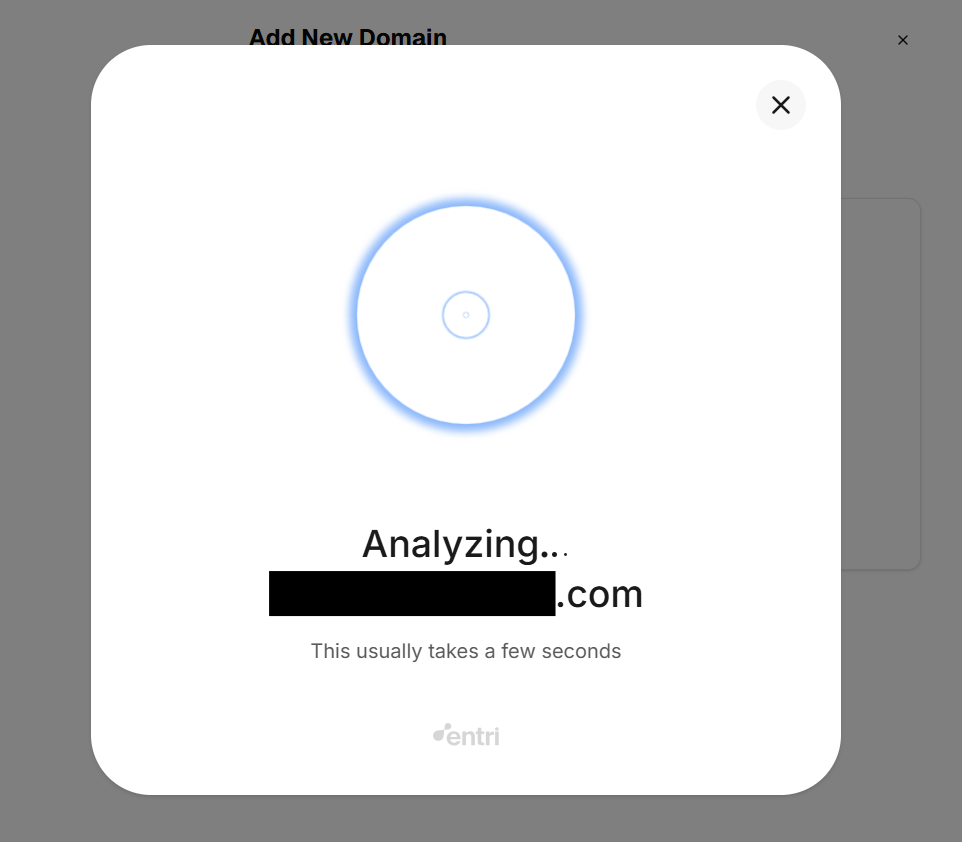 Add New Domain
Analyzing...
.com
This usually takes a few seconds
entri